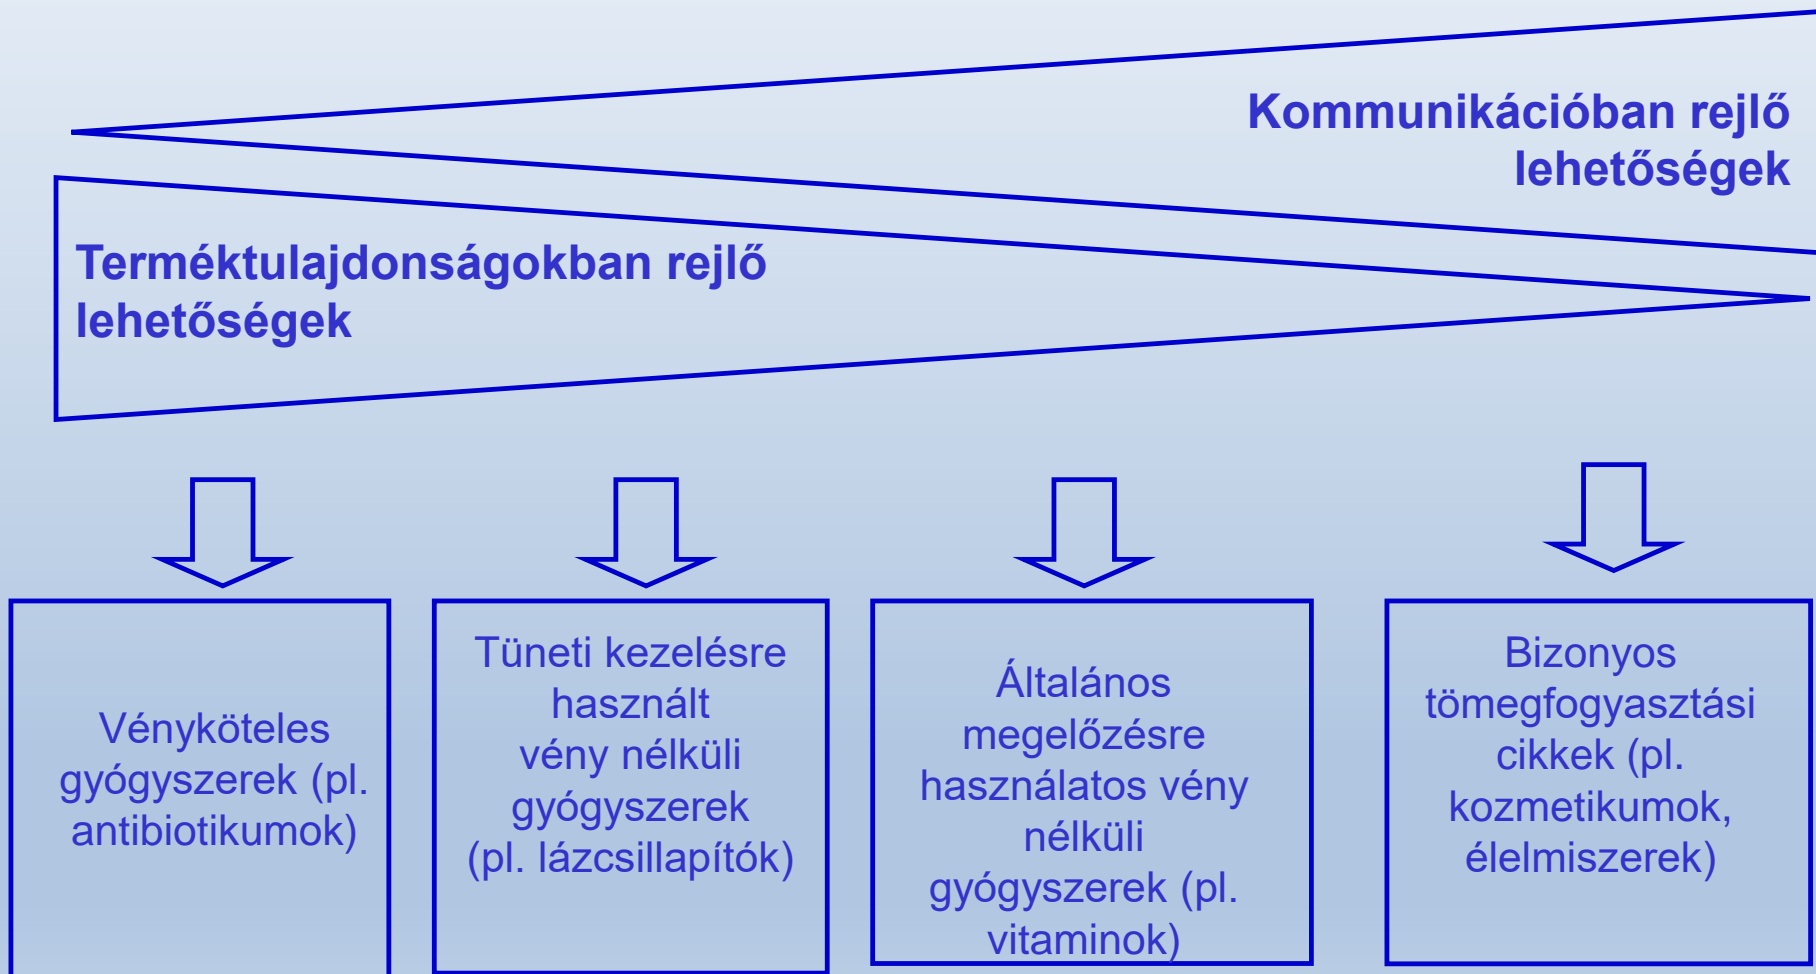 Kommunikációban rejlő
lehetőségek
Terméktulajdonságokban rejlő
lehetőségek
Vényköteles
gyógyszerek (pl.
antibiotikumok)
Tüneti kezelésre
használt
vény nélküli
gyógyszerek
(pl. lázcsillapítók)
Általános
megelőzésre
használatos vény
nélküli
gyógyszerek (pl.
vitaminok)
Bizonyos
tömegfogyasztási
cikkek (pl.
kozmetikumok,
élelmiszerek)